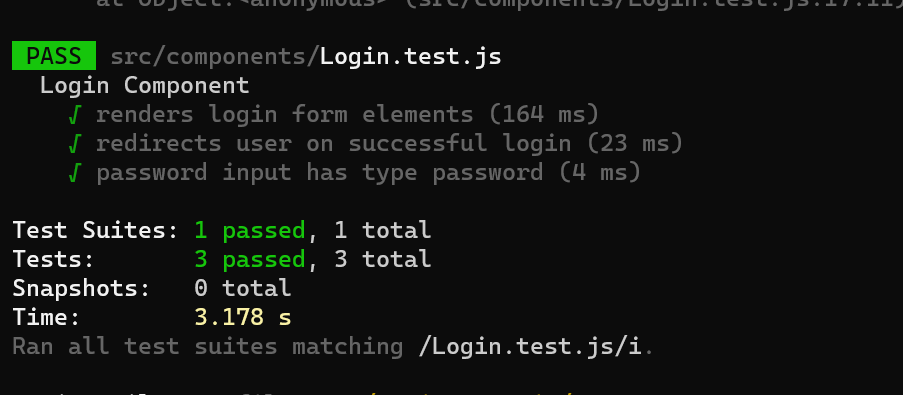 at Object.<anonymous> (src/components/Login.test.js:17:11)
PASS src/components/Login.test.js
Login Component
√ renders login form elements (164 ms)
√ redirects user on successful login (23 ms)
√ password input has type password (4 ms)
Test Suites: 1 passed, 1 total
Tests: 3 passed, 3 total
Snapshots: 0 total
Time: 3.178 s
Ran all test suites matching /Login.test.js/i.